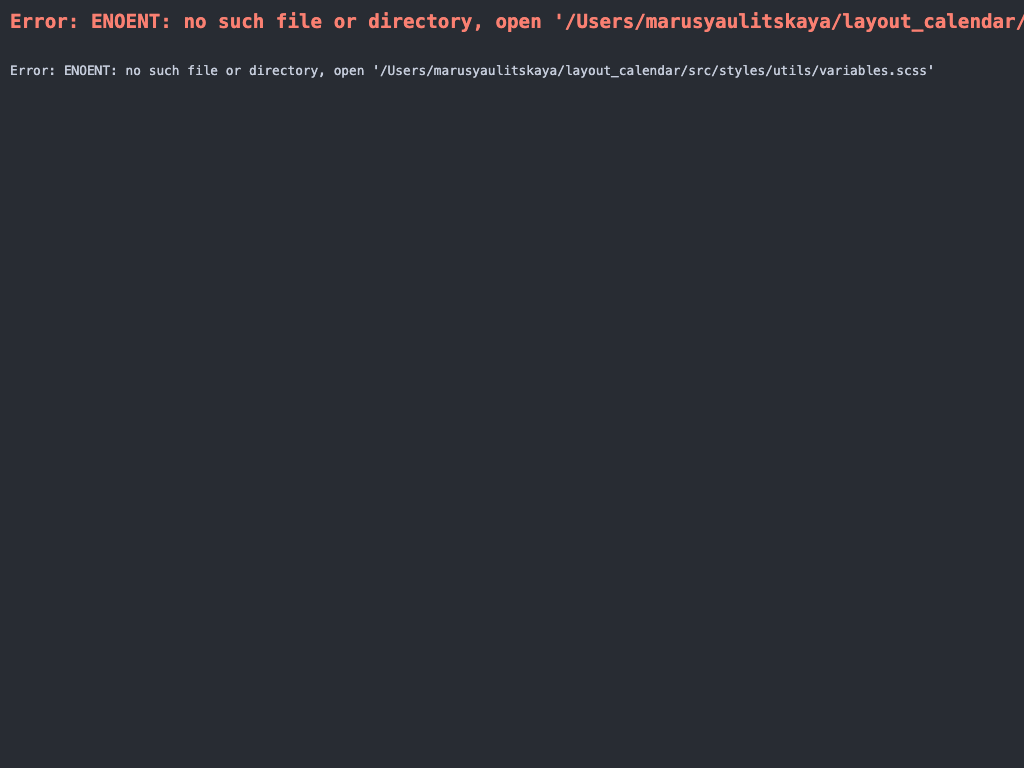 Error: ENOENT: no such file or directory, open '/Users/marusyaulitskaya/layout_calendar/
Error: ENOENT: no such file or directory, open '/Users/marusyaulitskaya/layout_calendar/src/styles/utils/variables.scss'